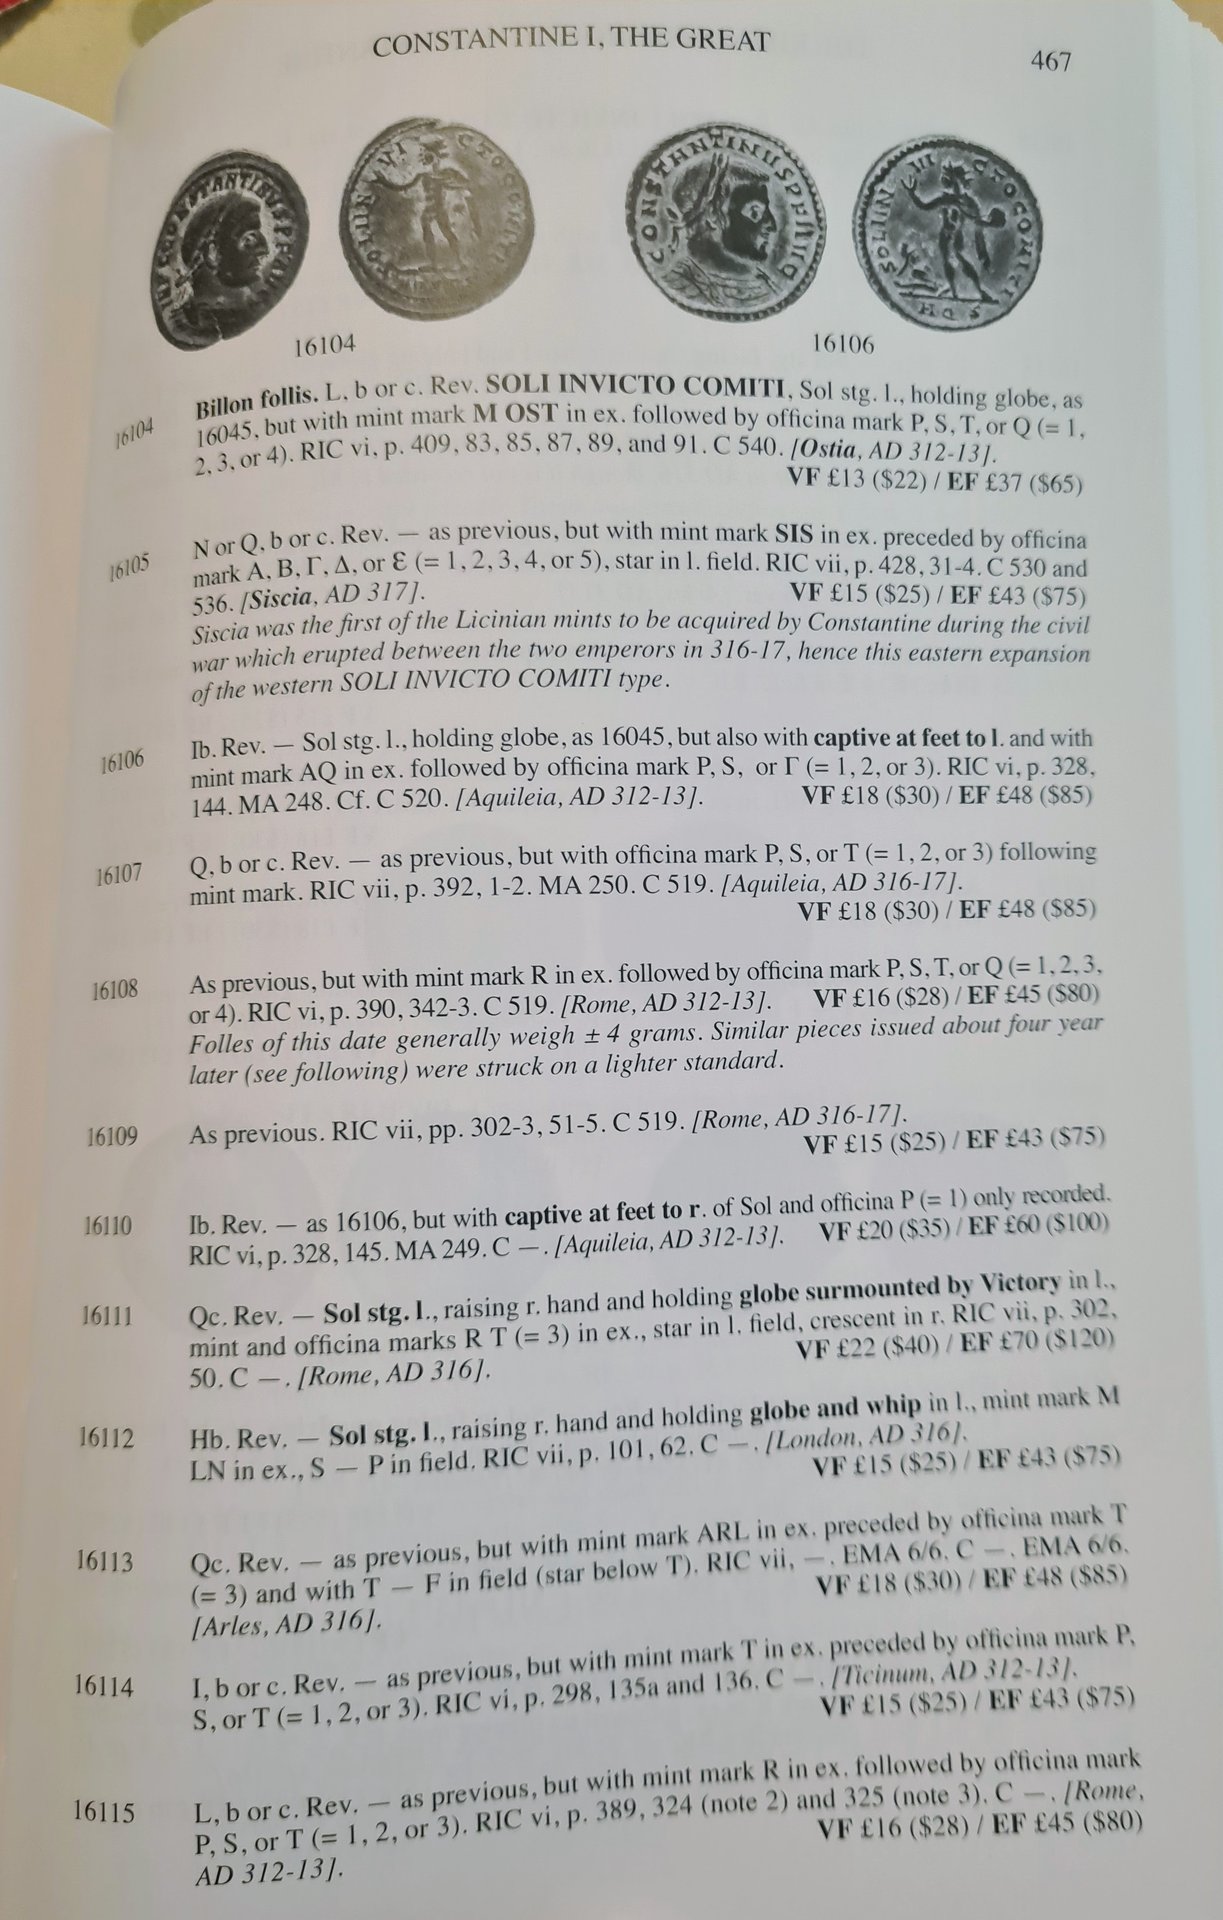 CONSTANTINE I, THE GREAT
467
CONSTANTINUS P F AUG
SOLI INVICTO COMITI
H Q S
16104
16106
16104 Billon follis. L, b or c. Rev. SOLI INVICTO COMITI, Sol stg. l., holding globe, as
16045, but with mint mark M OST in ex. followed by officina mark P, S, T, or Q (= 1,
2, 3, or 4). RIC vi, p. 409, 83, 85, 87, 89, and 91. C 540. [Ostia, AD 312-13].
VF £13 ($22) / EF £37 ($65)
16105 N or Q, b or c. Rev. — as previous, but with mint mark SIS in ex. preceded by officina
mark A, B, Γ, Δ, or Ɛ (= 1, 2, 3, 4, or 5), star in l. field. RIC vii, p. 428, 31-4. C 530 and
536. [Siscia, AD 317]. VF £15 ($25) / EF £43 ($75)
Siscia was the first of the Licinian mints to be acquired by Constantine during the civil
war which erupted between the two emperors in 316-17, hence this eastern expansion
of the western SOLI INVICTO COMITI type.
16106 Ib. Rev. — Sol stg. l., holding globe, as 16045, but also with captive at feet to l. and with
mint mark AQ in ex. followed by officina mark P, S, or Γ (= 1, 2, or 3). RIC vi, p. 328,
144. MA 248. Cf. C 520. [Aquileia, AD 312-13]. VF £18 ($30) / EF £48 ($85)
16107 Q, b or c. Rev. — as previous, but with officina mark P, S, or T (= 1, 2, or 3) following
mint mark. RIC vii, p. 392, 1-2. MA 250. C 519. [Aquileia, AD 316-17].
VF £18 ($30) / EF £48 ($85)
16108 As previous, but with mint mark R in ex. followed by officina mark P, S, T, or Q (= 1, 2, 3,
or 4). RIC vi, p. 390, 342-3. C 519. [Rome, AD 312-13]. VF £16 ($28) / EF £45 ($80)
Folles of this date generally weigh ± 4 grams. Similar pieces issued about four year
later (see following) were struck on a lighter standard.
16109 As previous. RIC vii, pp. 302-3, 51-5. C 519. [Rome, AD 316-17].
VF £15 ($25) / EF £43 ($75)
16110 Ib. Rev. — as 16106, but with captive at feet to r. of Sol and officina P (= 1) only recorded.
RIC vi, p. 328, 145. MA 249. C —. [Aquileia, AD 312-13]. VF £20 ($35) / EF £60 ($100)
16111 Qc. Rev. — Sol stg. l., raising r. hand and holding globe surmounted by Victory in l.,
mint and officina marks R T (= 3) in ex., star in l. field, crescent in r. RIC vii, p. 302,
50. C —. [Rome, AD 316]. VF £22 ($40) / EF £70 ($120)
16112 Hb. Rev. — Sol stg. l., raising r. hand and holding globe and whip in l., mint mark M
LN in ex., S — P in field. RIC vii, p. 101, 62. C —. [London, AD 316].
VF £15 ($25) / EF £43 ($75)
16113 Qc. Rev. — as previous, but with mint mark ARL in ex. preceded by officina mark T
(= 3) and with T — F in field (star below T). RIC vii, —. EMA 6/6. C —. EMA 6/6.
[Arles, AD 316]. VF £18 ($30) / EF £48 ($85)
16114 I, b or c. Rev. — as previous, but with mint mark T in ex. preceded by officina mark P,
S, or T (= 1, 2, or 3). RIC vi, p. 298, 135a and 136. C —. [Ticinum, AD 312-13].
VF £15 ($25) / EF £43 ($75)
16115 L, b or c. Rev. — as previous, but with mint mark R in ex. followed by officina mark
P, S, or T (= 1, 2, or 3). RIC vi, p. 389, 324 (note 2) and 325 (note 3). C —. [Rome,
AD 312-13]. VF £16 ($28) / EF £45 ($80)